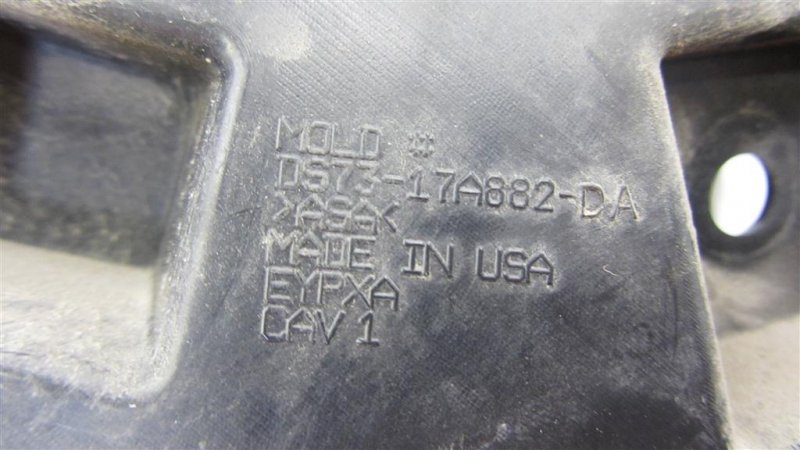 MOLD #
DS73-17A882-DA
>ASA<
MADE IN USA
EYPXA
CAV 1